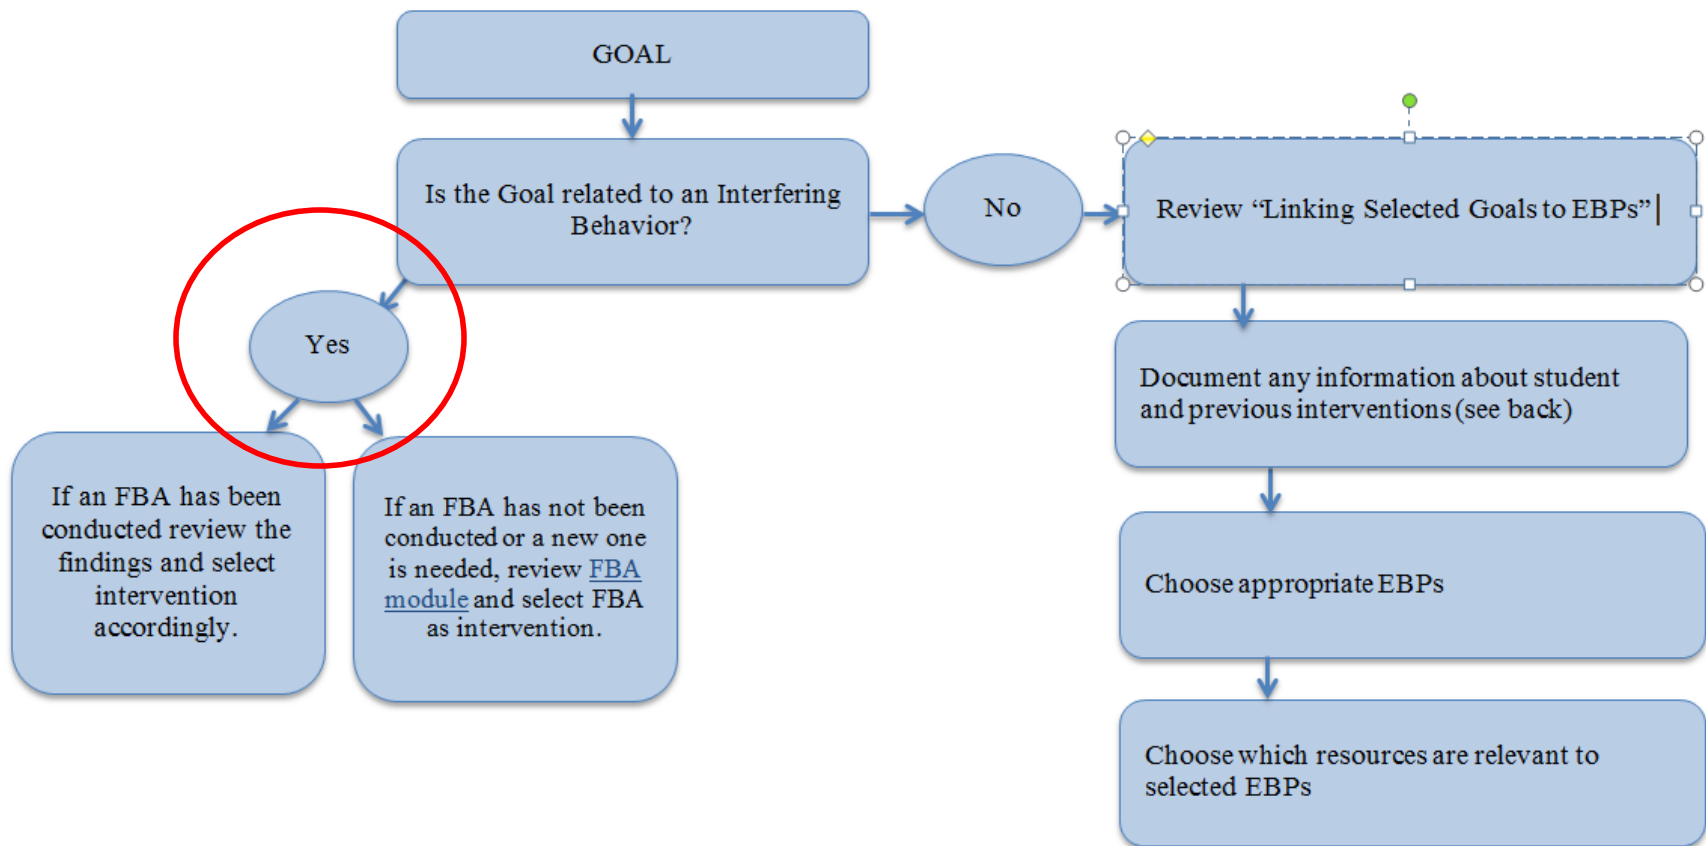 GOAL
Is the Goal related to an Interfering
Behavior?
No
Review “Linking Selected Goals to EBPs”
Yes
Document any information about student
and previous interventions (see back)
If an FBA has been
conducted review the
findings and select
intervention
accordingly.
If an FBA has not been
conducted or a new one
is needed, review FBA
module and select FBA
as intervention.
Choose appropriate EBPs
Choose which resources are relevant to
selected EBPs